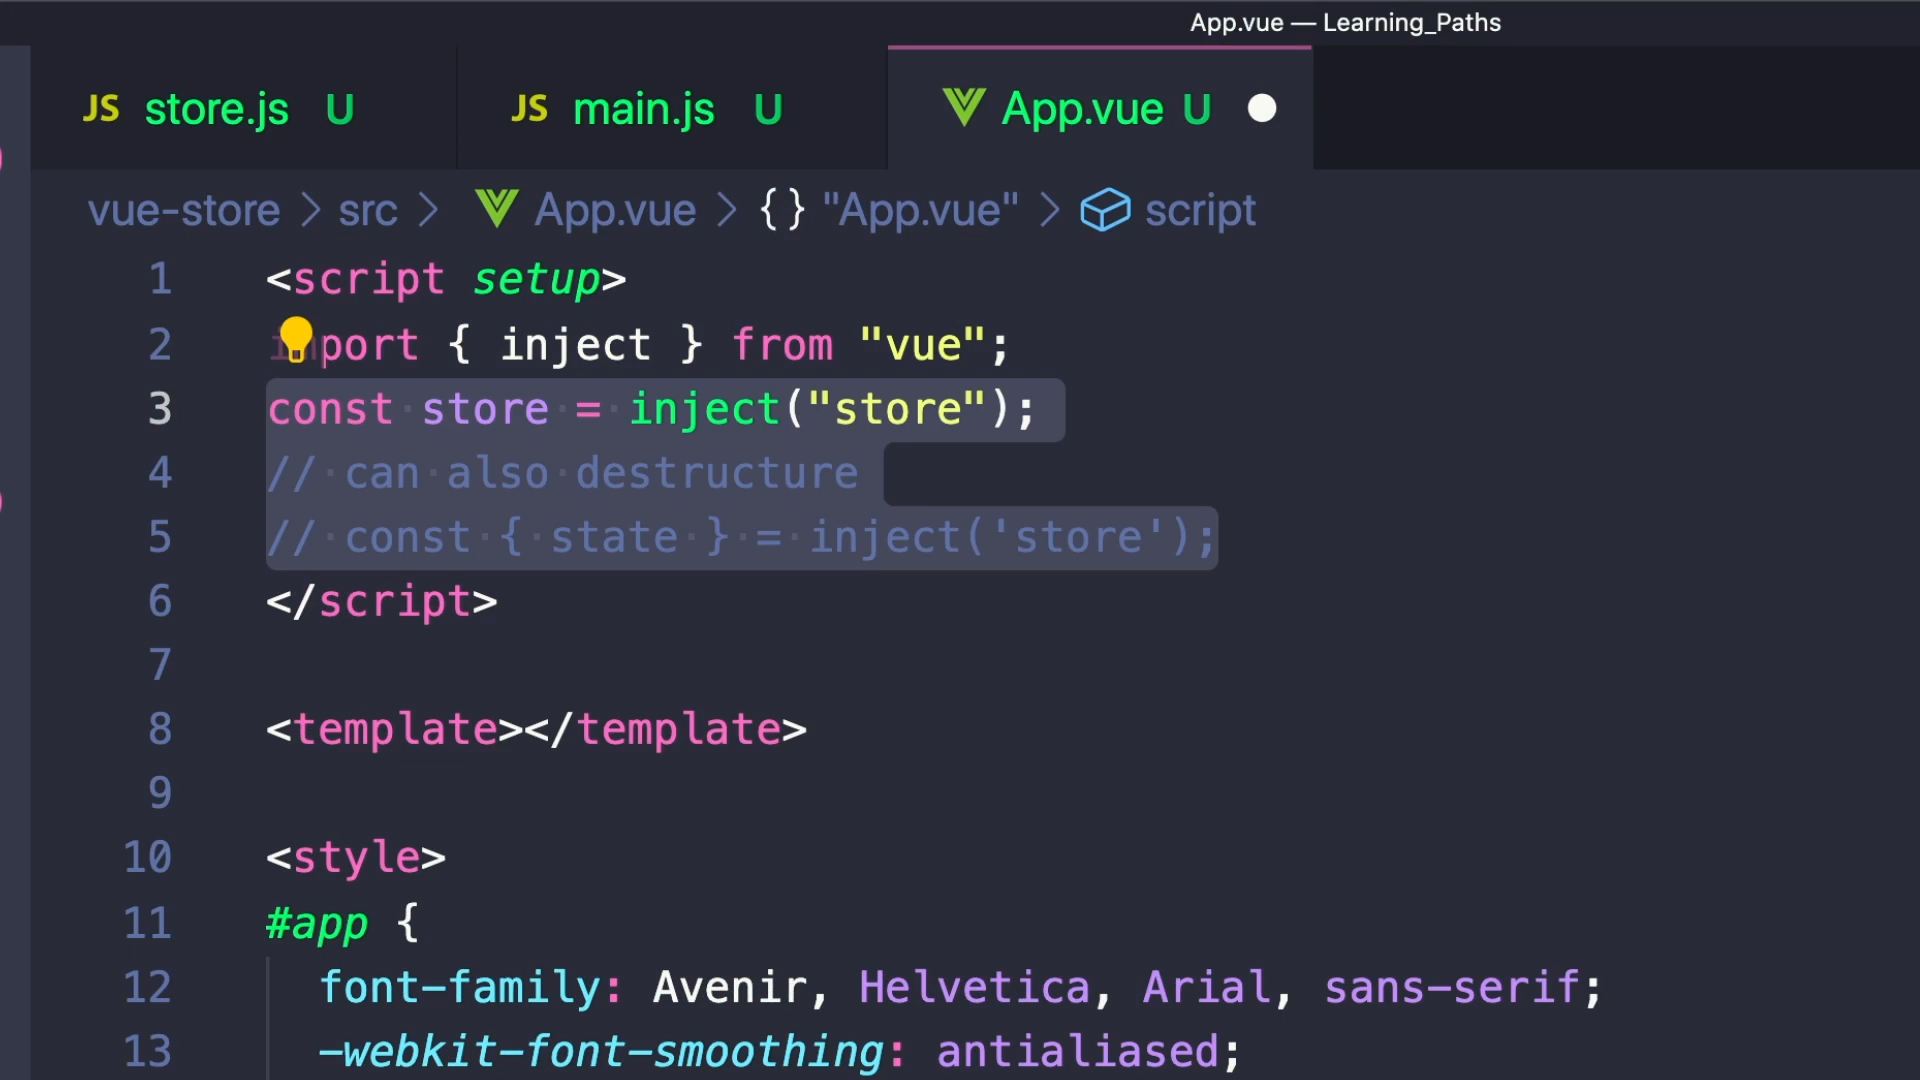 App.vue — Learning_Paths
JS store.js U JS main.js U App.vue U
vue-store > src > App.vue > {} "App.vue" > script
1 <script setup>
2 import { inject } from "vue";
3 const store = inject("store");
4 // can also destructure
5 // const { state } = inject('store');
6 </script>
7
8 <template></template>
9
10 <style>
11 #app {
12 font-family: Avenir, Helvetica, Arial, sans-serif;
13 -webkit-font-smoothing: antialiased;